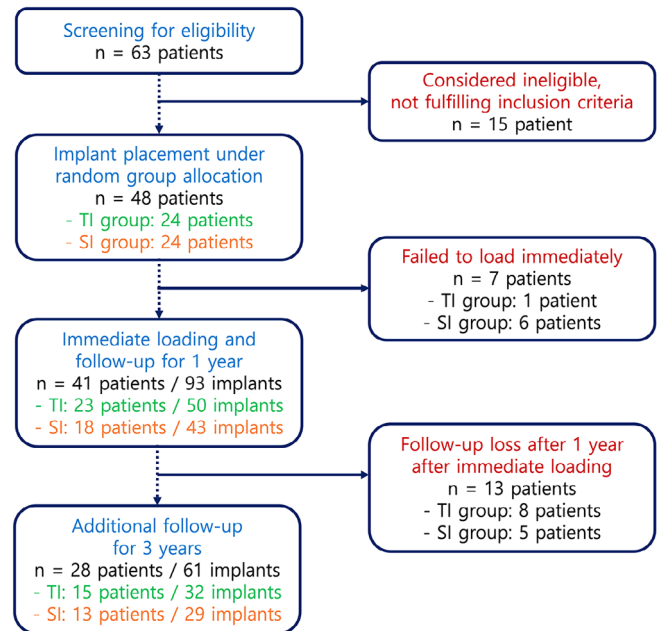 Screening for eligibility
n = 63 patients
Considered ineligible,
not fulfilling inclusion criteria
n = 15 patient
Implant placement under
random group allocation
n = 48 patients
- TI group: 24 patients
- SI group: 24 patients
Failed to load immediately
n = 7 patients
- TI group: 1 patient
- SI group: 6 patients
Immediate loading and
follow-up for 1 year
n = 41 patients / 93 implants
- TI: 23 patients / 50 implants
- SI: 18 patients / 43 implants
Follow-up loss after 1 year
after immediate loading
n = 13 patients
- TI group: 8 patients
- SI group: 5 patients
Additional follow-up
for 3 years
n = 28 patients / 61 implants
- TI: 15 patients / 32 implants
- SI: 13 patients / 29 implants